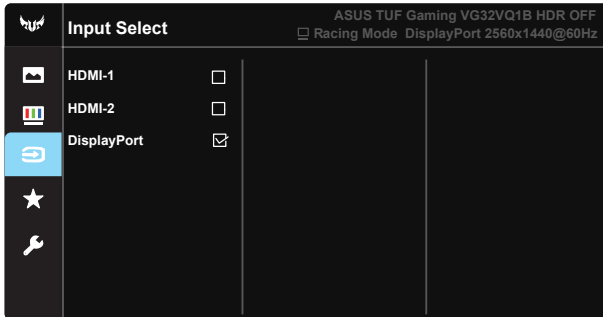 Input Select
ASUS TUF Gaming VG32VQ1B HDR OFF
Racing Mode DisplayPort 2560x1440@60Hz
HDMI-1
HDMI-2
DisplayPort